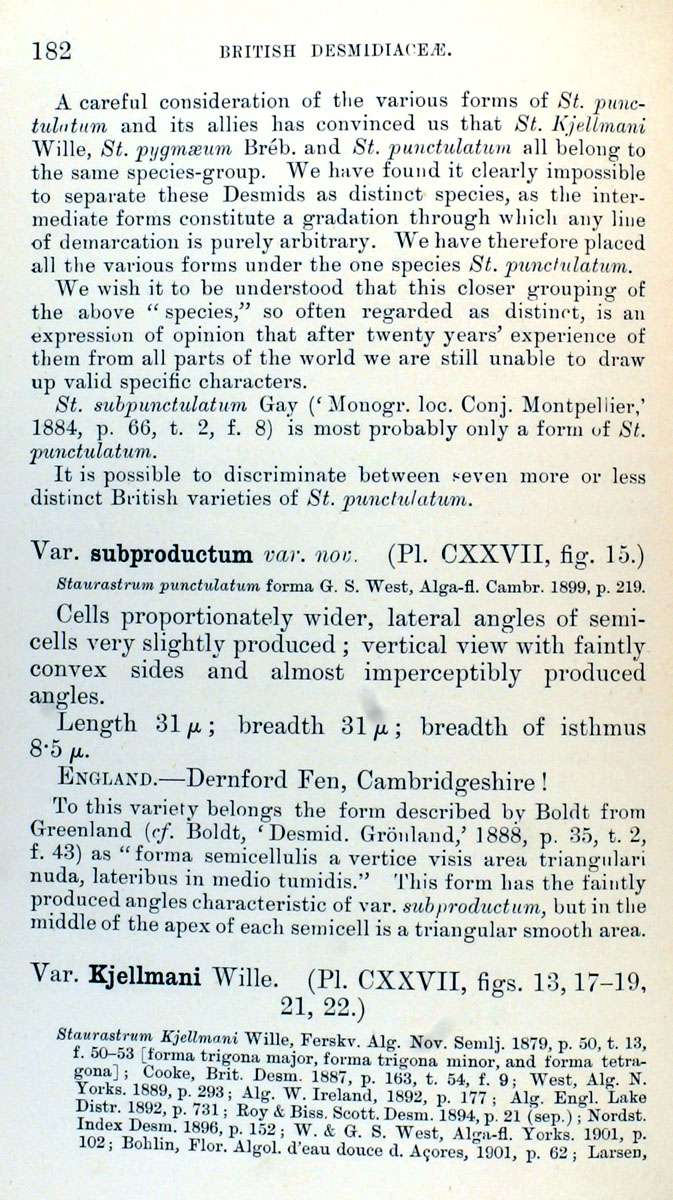 182 BRITISH DESMIDIACEÆ.
A careful consideration of the various forms of St. punc-
tulatum and its allies has convinced us that St. Kjellmani
Wille, St. pygmæum Bréb. and St. punctulatum all belong to
the same species-group. We have found it clearly impossible
to separate these Desmids as distinct species, as the inter-
mediate forms constitute a gradation through which any line
of demarcation is purely arbitrary. We have therefore placed
all the various forms under the one species St. punctulatum.
We wish it to be understood that this closer grouping of
the above “ species,” so often regarded as distinct, is an
expression of opinion that after twenty years’ experience of
them from all parts of the world we are still unable to draw
up valid specific characters.
St. subpunctulatum Gay (‘ Monogr. loc. Conj. Montpellier,’
1884, p. 66, t. 2, f. 8) is most probably only a form of St.
punctulatum.
It is possible to discriminate between seven more or less
distinct British varieties of St. punctulatum.
Var. subproductum var. nov. (Pl. CXXVII, fig. 15.)
Staurastrum punctulatum forma G. S. West, Alga-fl. Cambr. 1899, p. 219.
Cells proportionately wider, lateral angles of semi-
cells very slightly produced ; vertical view with faintly
convex sides and almost imperceptibly produced
angles.
Length 31 μ ; breadth 31 μ ; breadth of isthmus
8·5 μ.
ENGLAND.—Dernford Fen, Cambridgeshire !
To this variety belongs the form described by Boldt from
Greenland (cf. Boldt, ‘ Desmid. Grönland,’ 1888, p. 35, t. 2,
f. 43) as “ forma semicellulis a vertice visis area triangulari
nuda, lateribus in medio tumidis.” This form has the faintly
produced angles characteristic of var. subproductum, but in the
middle of the apex of each semicell is a triangular smooth area.
Var. Kjellmani Wille. (Pl. CXXVII, figs. 13, 17–19,
21, 22.)
Staurastrum Kjellmani Wille, Ferskv. Alg. Nov. Semlj. 1879, p. 50, t. 13,
f. 50–53 [forma trigona major, forma trigona minor, and forma tetra-
gona] ; Cooke, Brit. Desm. 1887, p. 163, t. 54, f. 9 ; West, Alg. N.
Yorks. 1889, p. 293 ; Alg. W. Ireland, 1892, p. 177 ; Alg. Engl. Lake
Distr. 1892, p. 731 ; Roy & Biss. Scott. Desm. 1894, p. 21 (sep.) ; Nordst.
Index Desm. 1896, p. 152 ; W. & G. S. West, Alga-fl. Yorks. 1901, p.
102 ; Bohlin, Flor. Algol. d'eau douce d. Açores, 1901, p. 62 ; Larsen,